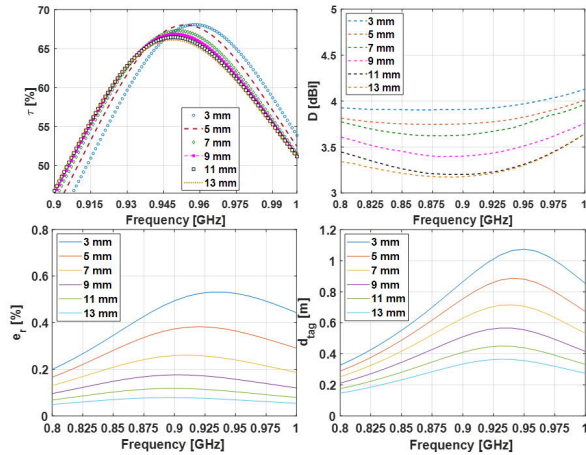 70
65
60
55
50
τ [%]
3 mm
5 mm
7 mm
9 mm
11 mm
13 mm
0.9 0.915 0.93 0.945 0.96 0.975 0.99 1
Frequency [GHz]
5
4.5
4
3.5
3
D [dBi]
3 mm
5 mm
7 mm
9 mm
11 mm
13 mm
0.8 0.825 0.85 0.875 0.9 0.925 0.95 0.975 1
Frequency [GHz]
0.8
0.6
0.4
0.2
0
e_r [%]
3 mm
5 mm
7 mm
9 mm
11 mm
13 mm
0.8 0.825 0.85 0.875 0.9 0.925 0.95 0.975 1
Frequency [GHz]
1.2
1
0.8
0.6
0.4
0.2
0
d_tag [m]
3 mm
5 mm
7 mm
9 mm
11 mm
13 mm
0.8 0.825 0.85 0.875 0.9 0.925 0.95 0.975 1
Frequency [GHz]